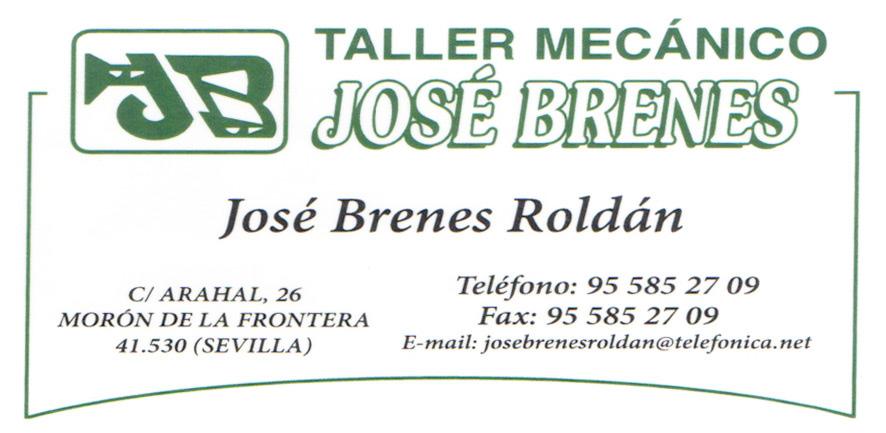 JB
TALLER MECÁNICO
JOSÉ BRENES
José Brenes Roldán
C/ ARAHAL, 26
MORÓN DE LA FRONTERA
41.530 (SEVILLA)
Teléfono: 95 585 27 09
Fax: 95 585 27 09
E-mail: josebrenesroldan@telefonica.net